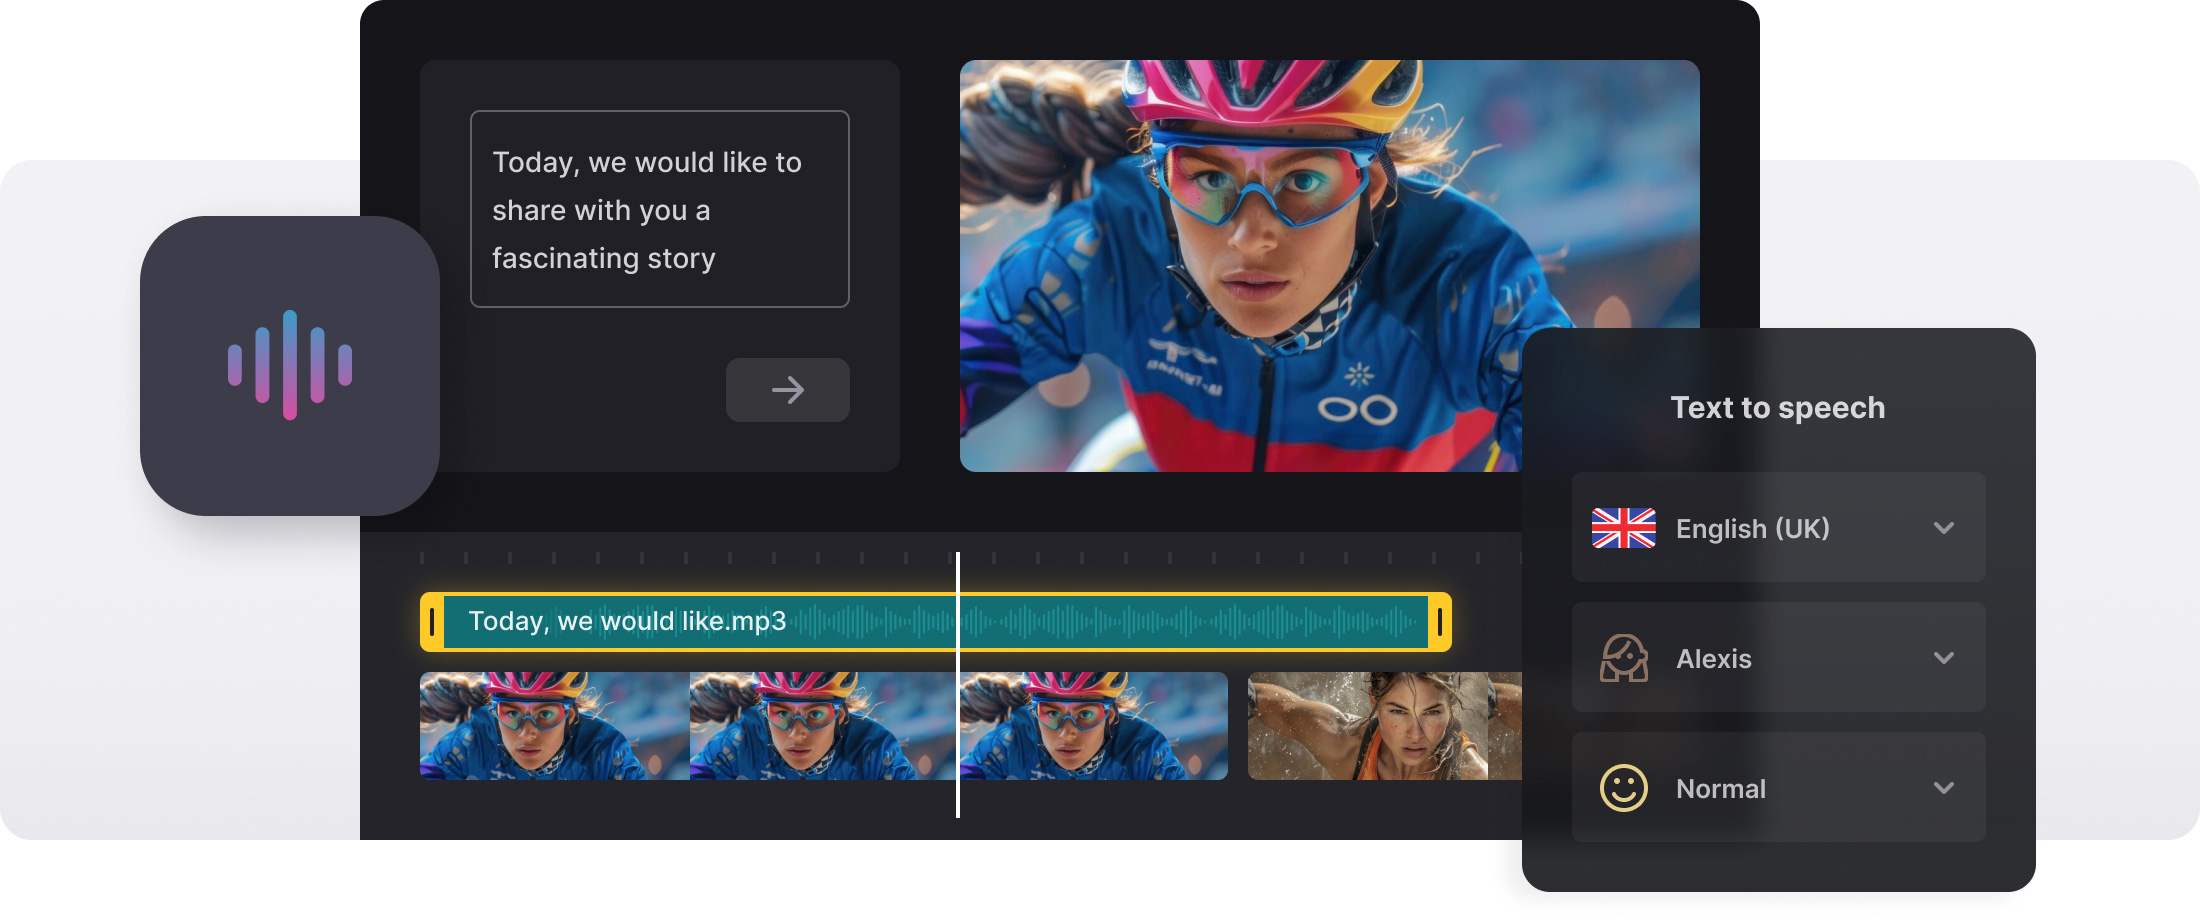 Today, we would like to
share with you a
fascinating story
Text to speech
English (UK)
Alexis
Normal
Today, we would like.mp3